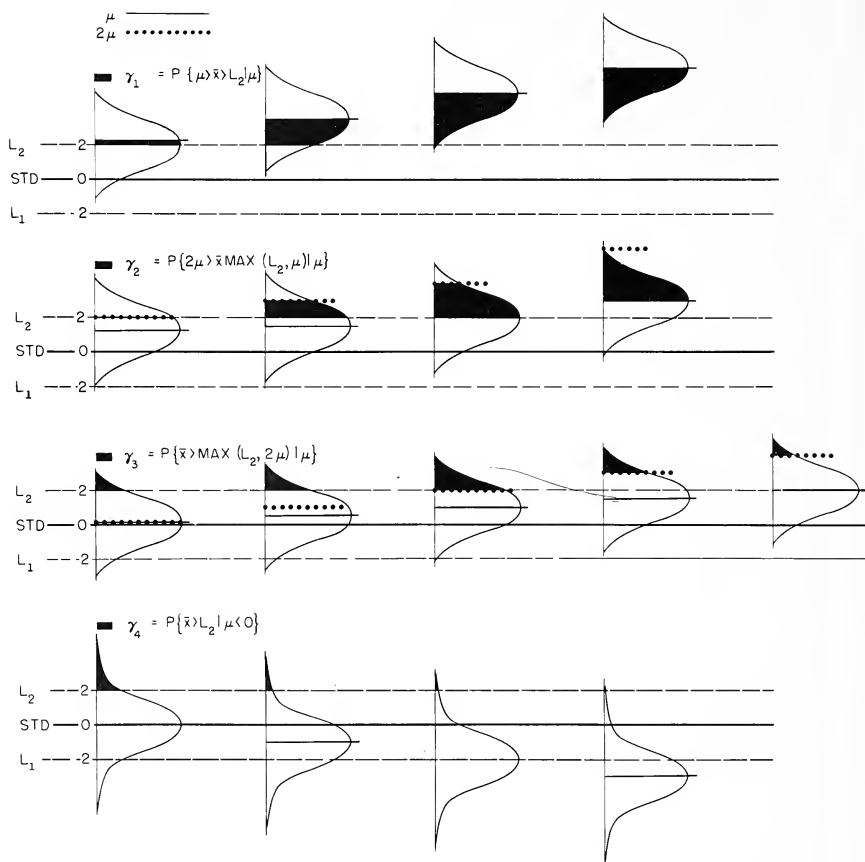 μ
2μ
γ1 = P {μ>x̄>L2|μ}
L2 2
STD 0
L1 -2
γ2 = P{2μ>x̄MAX (L2,μ)|μ}
L2 2
STD 0
L1 -2
γ3 = P{x̄>MAX (L2,2μ)|μ}
L2 2
STD 0
L1 -2
γ4 = P{x̄>L2|μ<0}
L2 2
STD 0
L1 -2